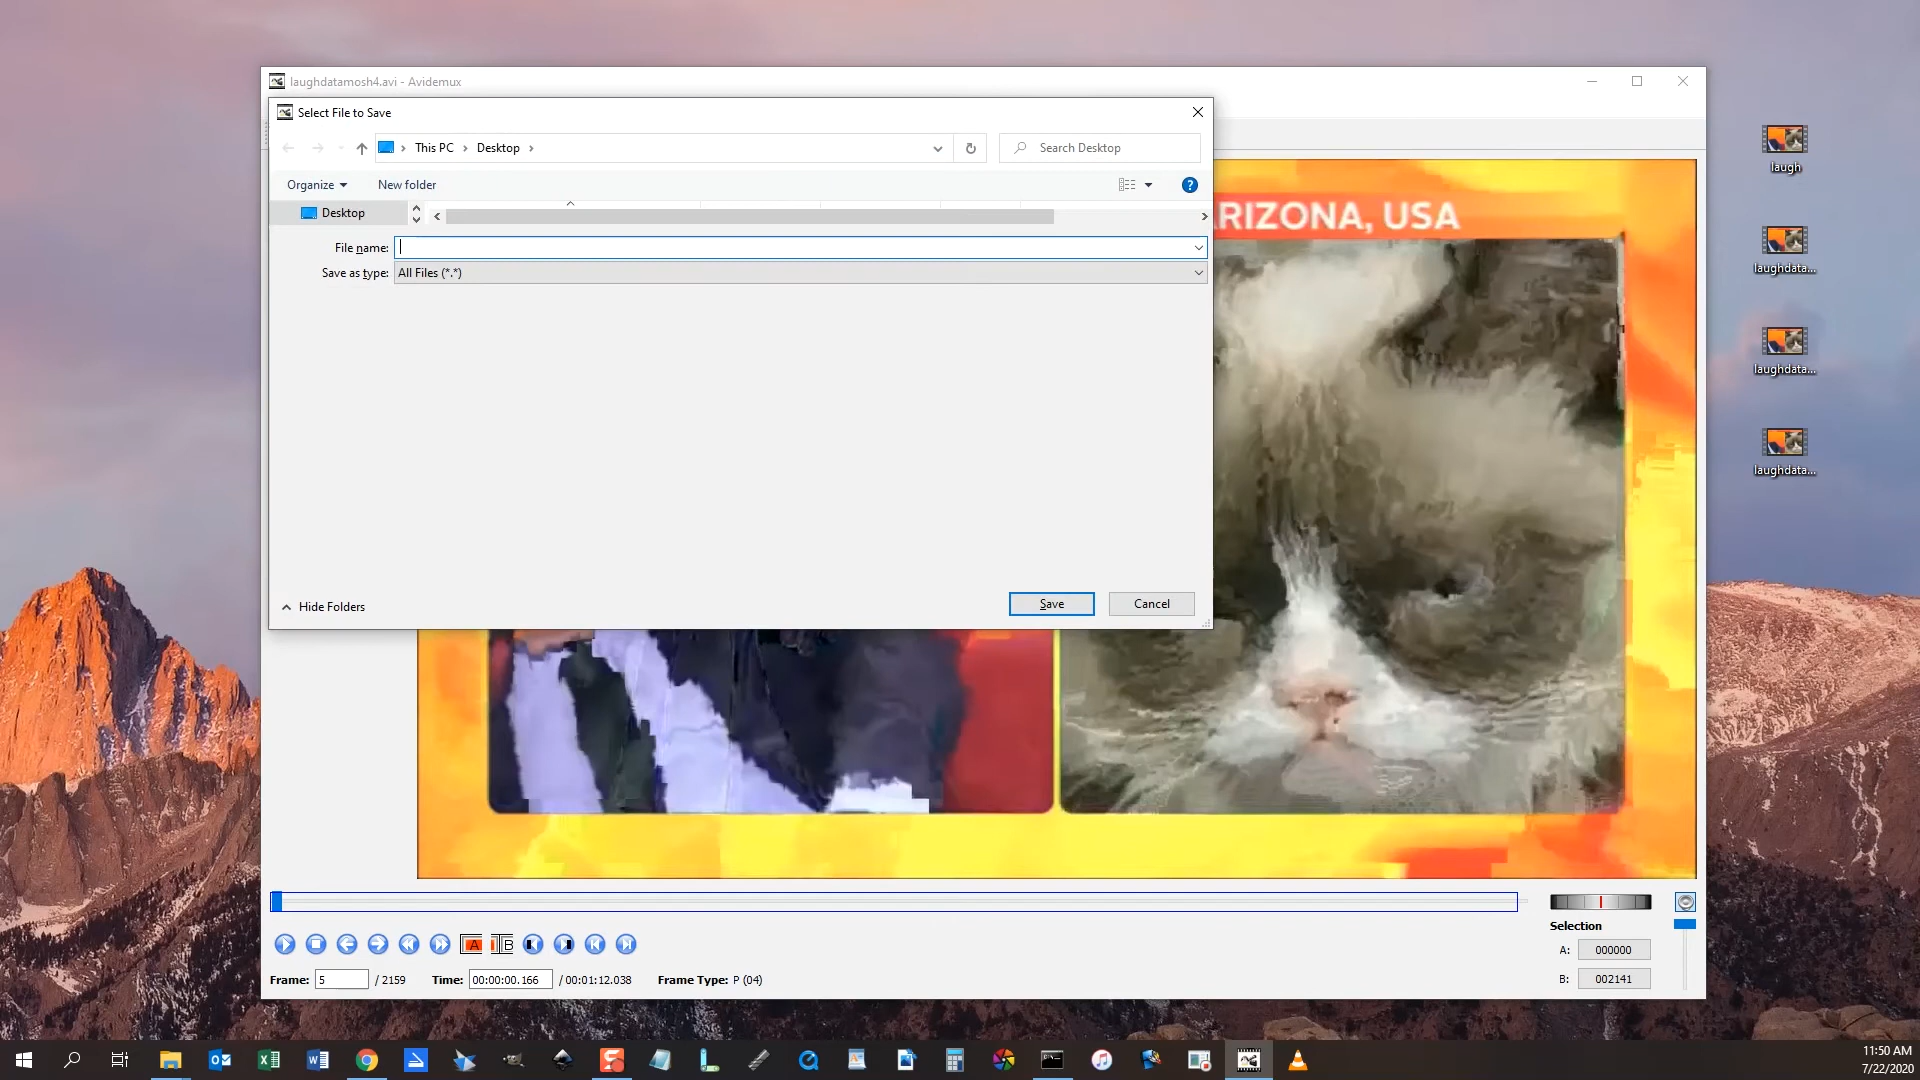 laughdatamosh4.avi - Avidemux
Select File to Save
This PC
Desktop
Search Desktop
Organize
New folder
Desktop
File name:
Save as type:
All Files (*.*)
Hide Folders
Save
Cancel
RIZONA, USA
laugh
laughdata...
laughdata...
laughdata...
A
B
Selection
A: 000000
B: 002141
Frame: 5 / 2159 Time: 00:00:00.166 / 00:01:12.038 Frame Type: P (04)
11:50 AM
7/22/2020